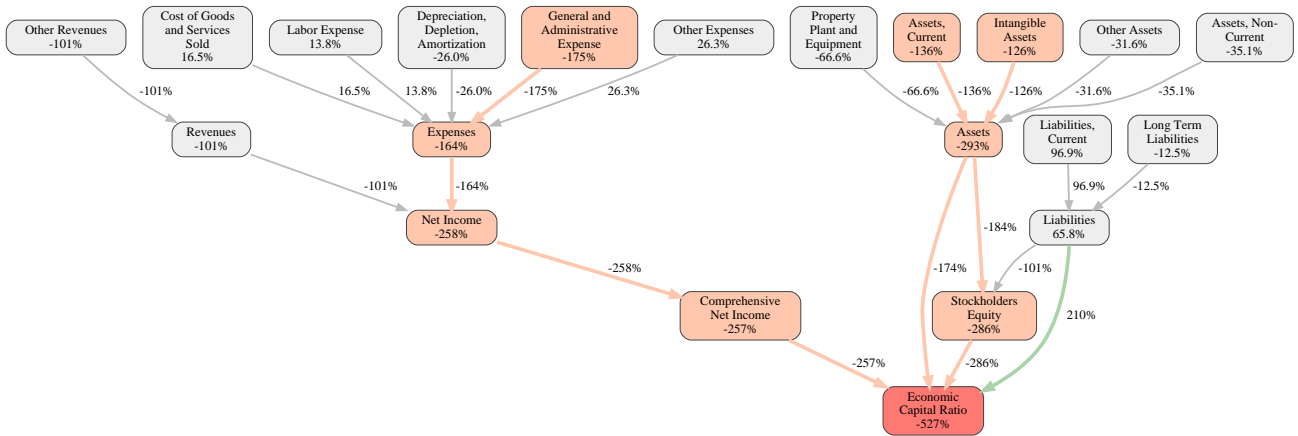 Other Revenues
-101%
Cost of Goods
and Services
Sold
16.5%
Labor Expense
13.8%
Depreciation,
Depletion,
Amortization
-26.0%
General and
Administrative
Expense
-175%
Other Expenses
26.3%
Property
Plant and
Equipment
-66.6%
Assets,
Current
-136%
Intangible
Assets
-126%
Other Assets
-31.6%
Assets, Non-
Current
-35.1%
-101%
16.5%
13.8%
-26.0%
-175%
26.3%
-66.6%
-136%
-126%
-31.6%
-35.1%
Revenues
-101%
Expenses
-164%
Assets
-293%
Liabilities,
Current
96.9%
Long Term
Liabilities
-12.5%
-101%
-164%
96.9%
-12.5%
Net Income
-258%
Liabilities
65.8%
-258%
-174%
-184%
-101%
210%
Comprehensive
Net Income
-257%
Stockholders
Equity
-286%
-257%
-286%
Economic
Capital Ratio
-527%